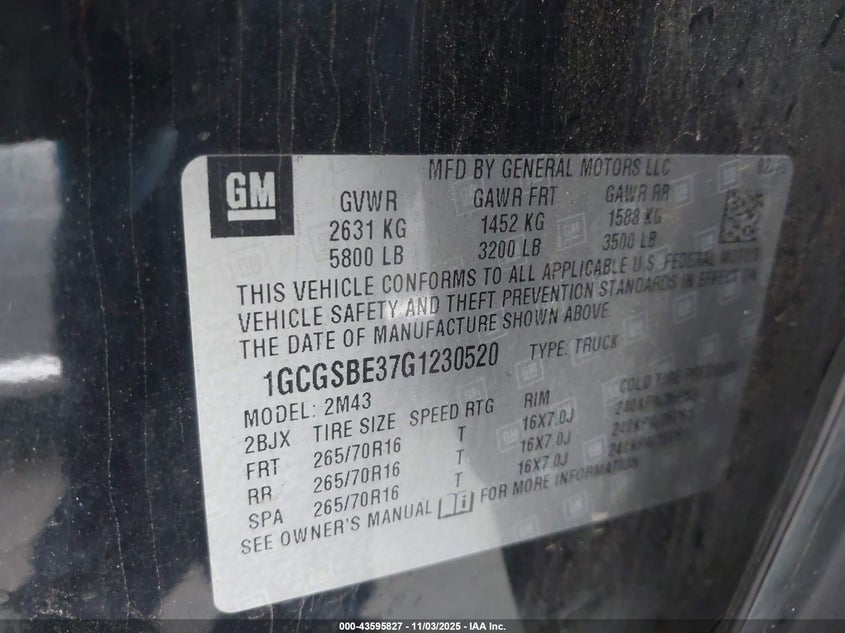 MFD BY GENERAL MOTORS LLC
GM
GVWR GAWR FRT GAWR RR
2631 KG 1452 KG 1588 KG
5800 LB 3200 LB 3500 LB
THIS VEHICLE CONFORMS TO ALL APPLICABLE U.S. FEDERAL MOTOR
VEHICLE SAFETY AND THEFT PREVENTION STANDARDS IN EFFECT ON
THE DATE OF MANUFACTURE SHOWN ABOVE.
1GCGSBE37G1230520 TYPE: TRUCK
MODEL: 2M43
2BJX TIRE SIZE SPEED RTG RIM COLD TIRE
FRT 265/70R16 T 16X7.0J
RR 265/70R16 T 16X7.0J
SPA 265/70R16 T 16X7.0J
SEE OWNER'S MANUAL FOR MORE INFORMATION
000-43595827 - 11/03/2025 - IAA Inc.